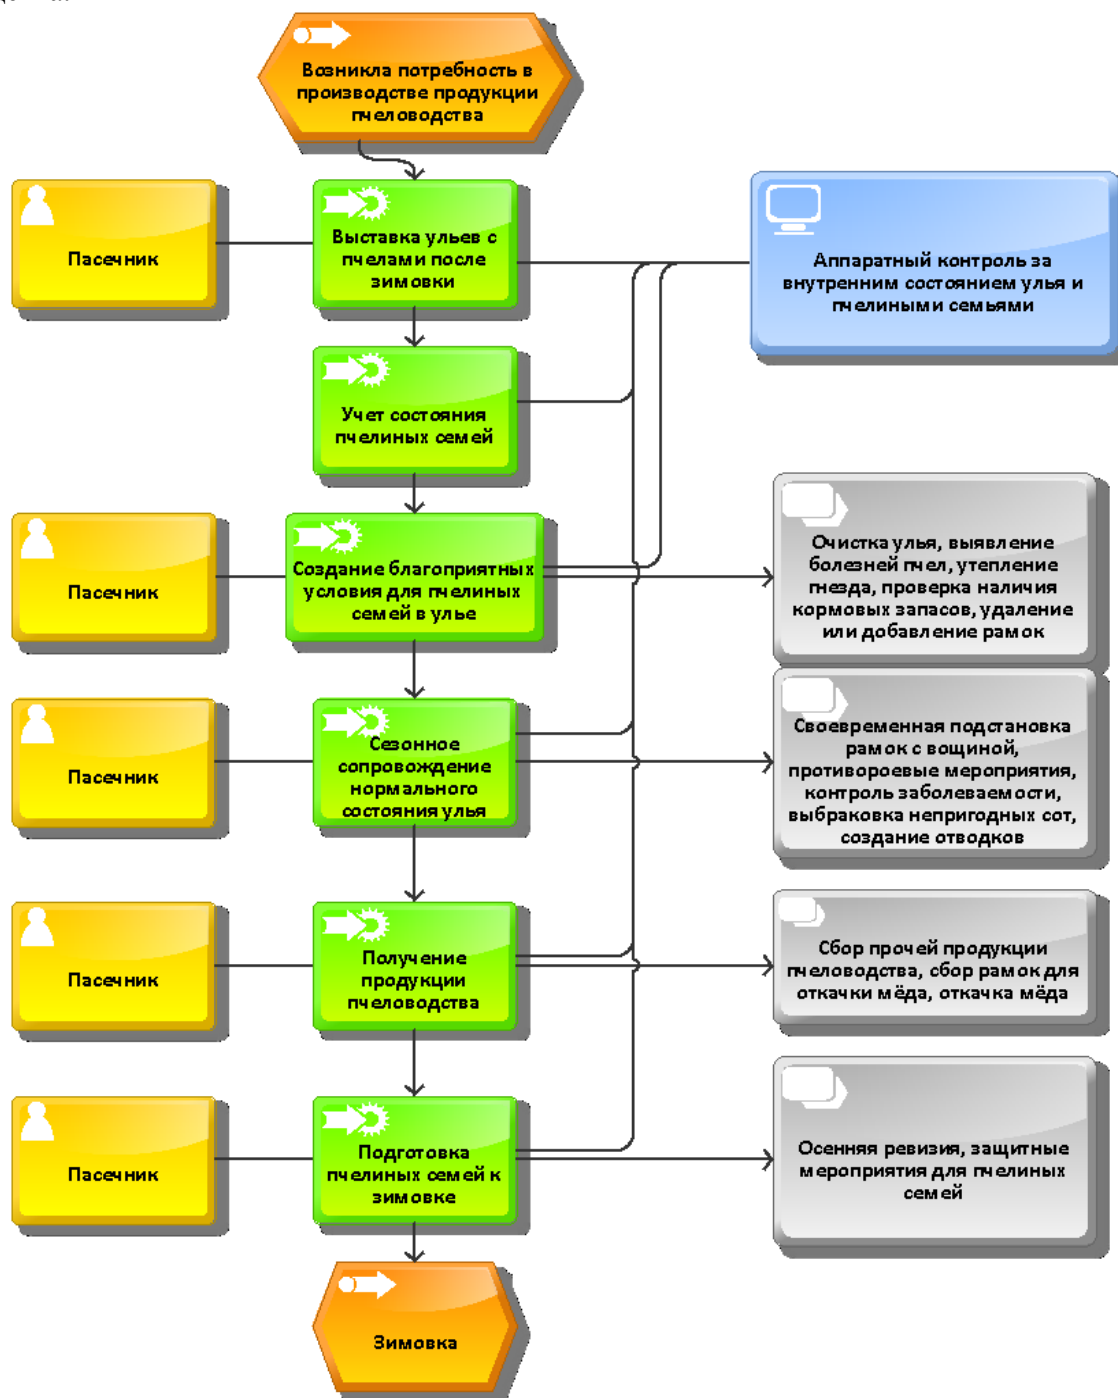 Возникла потребность в
производстве продукции
пчеловодства
Пасечник
Выставка ульев с
пчелами после
зимовки
Аппаратный контроль за
внутренним состоянием улья и
пчелиными семьями
Учет состояния
пчелиных семей
Пасечник
Создание благоприятных
условия для пчелиных
семей в улье
Очистка улья, выявление
болезней пчел, утепление
гнезда, проверка наличия
кормовых запасов, удаление
или добавление рамок
Пасечник
Сезонное
сопровождение
нормального
состояния улья
Своевременная подстановка
рамок с вощиной,
противороевые мероприятия,
контроль заболеваемости,
выбраковка непригодных сот,
создание отводков
Пасечник
Получение
продукции
пчеловодства
Сбор прочей продукции
пчеловодства, сбор рамок для
откачки мёда, откачка мёда
Пасечник
Подготовка
пчелиных семей к
зимовке
Осенняя ревизия, защитные
мероприятия для пчелиных
семей
Зимовка